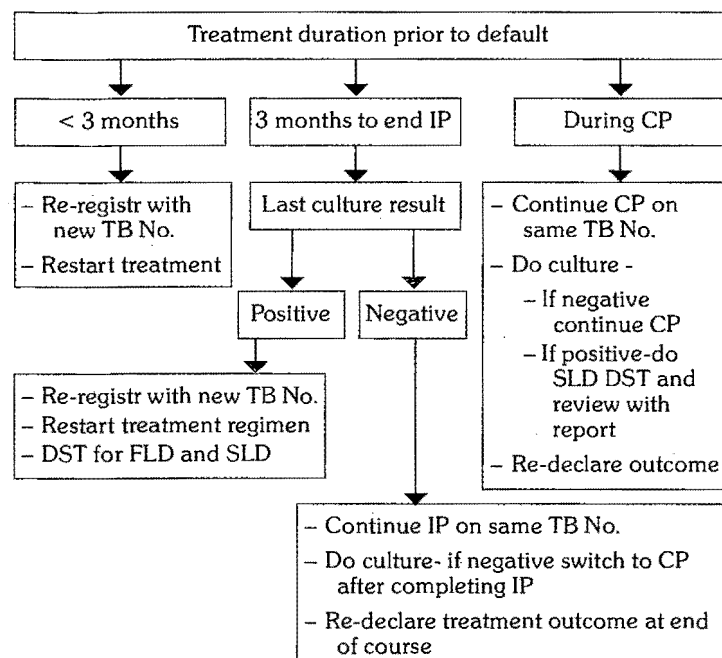 Treatment duration prior to default
< 3 months
3 months to end IP
During CP
– Re-registr with
new TB No.
– Restart treatment
Last culture result
– Continue CP on
same TB No.
– Do culture -
– If negative
continue CP
– If positive-do
SLD DST and
review with
report
– Re-declare outcome
Positive
Negative
– Re-registr with new TB No.
– Restart treatment regimen
– DST for FLD and SLD
– Continue IP on same TB No.
– Do culture- if negative switch to CP
after completing IP
– Re-declare treatment outcome at end
of course